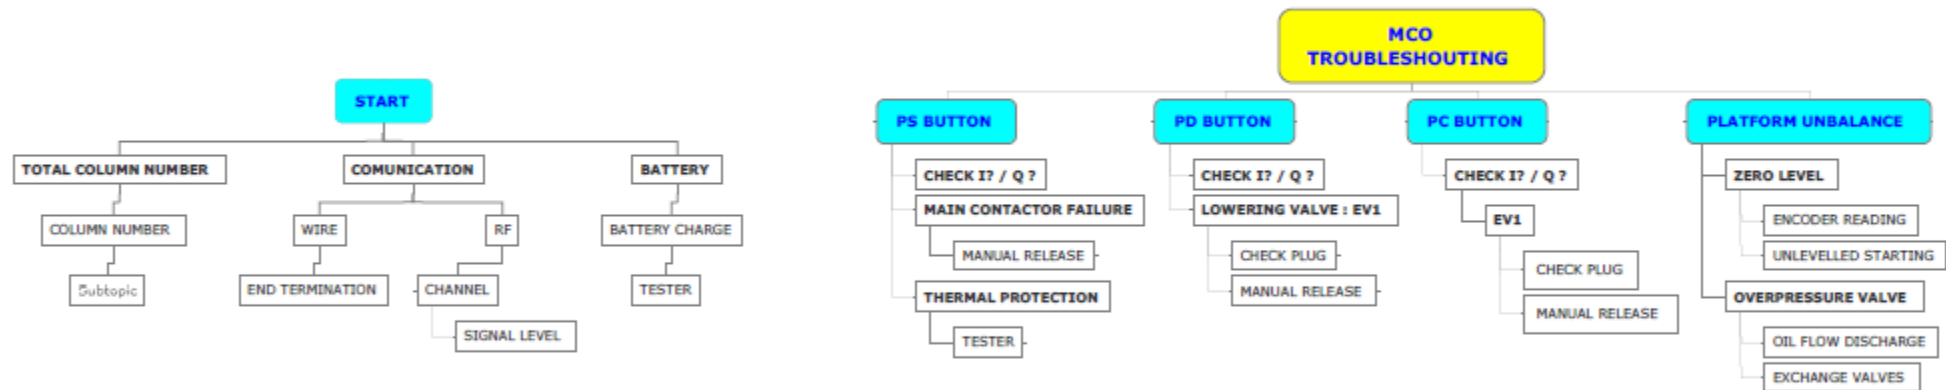 MCO
TROUBLESHOUTING
START
TOTAL COLUMN NUMBER
COMUNICATION
BATTERY
COLUMN NUMBER
WIRE
RF
BATTERY CHARGE
Subtopic
END TERMINATION
CHANNEL
TESTER
SIGNAL LEVEL
PS BUTTON
CHECK I? / Q ?
MAIN CONTACTOR FAILURE
MANUAL RELEASE
THERMAL PROTECTION
TESTER
PD BUTTON
CHECK I? / Q ?
LOWERING VALVE : EV1
CHECK PLUG
MANUAL RELEASE
PC BUTTON
CHECK I? / Q ?
EV1
CHECK PLUG
MANUAL RELEASE
PLATFORM UNBALANCE
ZERO LEVEL
ENCODER READING
UNLEVELLED STARTING
OVERPRESSURE VALVE
OIL FLOW DISCHARGE
EXCHANGE VALVES